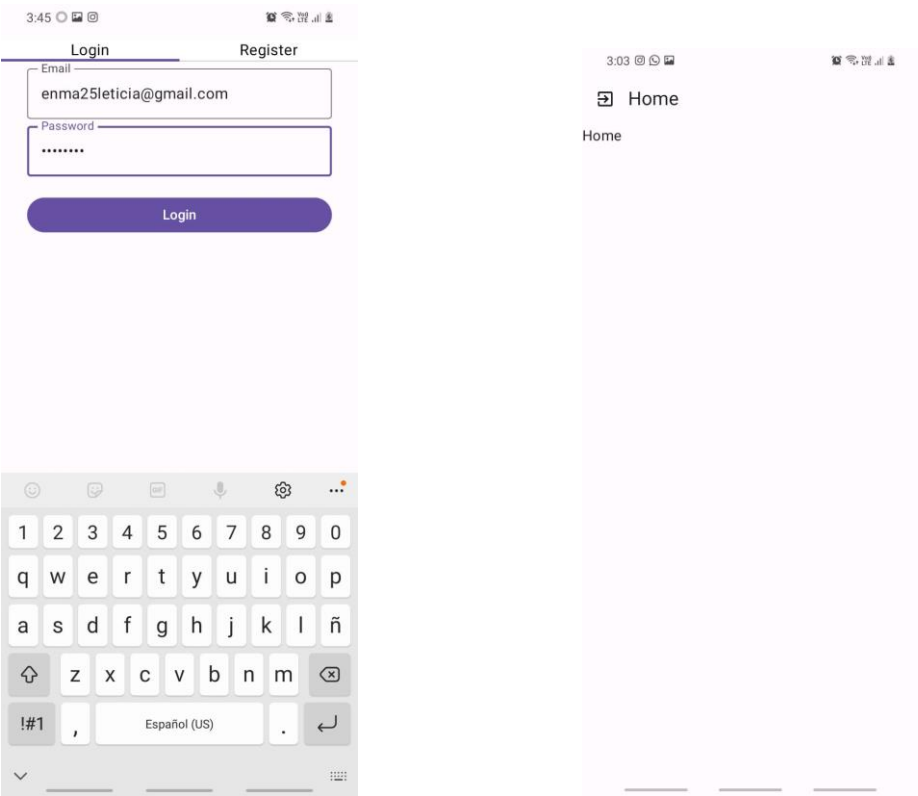 3:45
Login Register
Email
enma25leticia@gmail.com
Password
Login
GIF
1 2 3 4 5 6 7 8 9 0
q w e r t y u i o p
a s d f g h j k l ñ
z x c v b n m
!#1 , Español (US) .
3:03
Home
Home